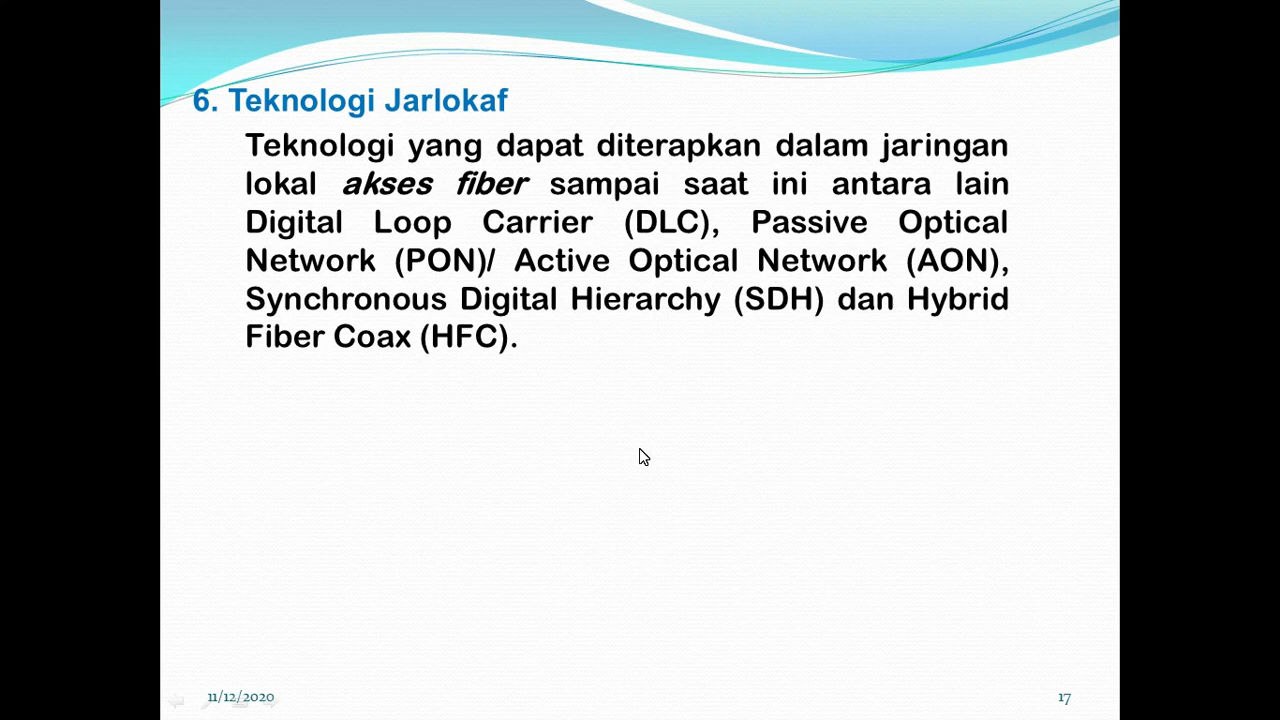 6. Teknologi Jarlokaf
Teknologi yang dapat diterapkan dalam jaringan
lokal akses fiber sampai saat ini antara lain
Digital Loop Carrier (DLC), Passive Optical
Network (PON)/ Active Optical Network (AON),
Synchronous Digital Hierarchy (SDH) dan Hybrid
Fiber Coax (HFC).
11/12/2020
17